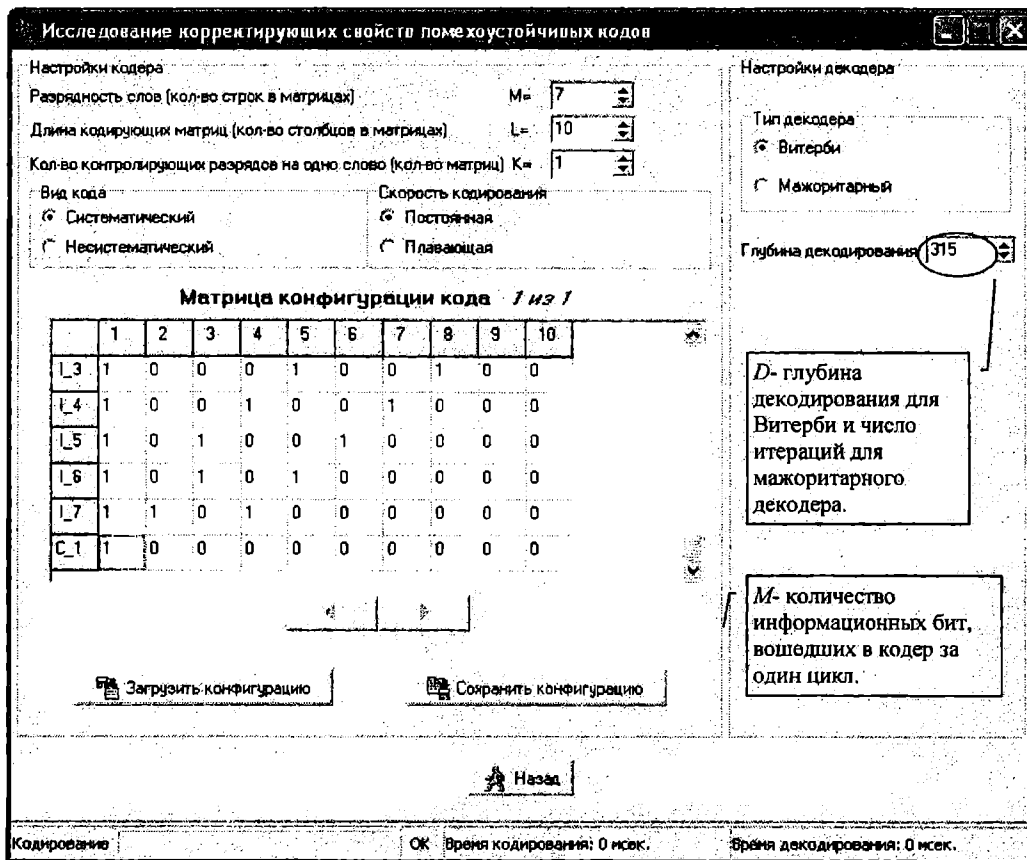 Исследование корректирующих свойств помехоустойчивых кодов
Настройки кодера
Разрядность слов (кол-во строк в матрицах) M= 7
Длина кодирующих матриц (кол-во столбцов в матрицах) L= 10
Кол-во контролирующих разрядов на одно слово (кол-во матриц) K= 1
Вид кода
Систематический
Несистематический
Скорость кодирования
Постоянная
Плавающая
Матрица конфигурации кода 1 из 1
1 2 3 4 5 6 7 8 9 10
I_3 1 0 0 0 1 0 0 1 0 0
I_4 1 0 0 1 0 0 1 0 0 0
I_5 1 0 1 0 0 1 0 0 0 0
I_6 1 0 1 0 1 0 0 0 0 0
I_7 1 1 0 1 0 0 0 0 0 0
C_1 1 0 0 0 0 0 0 0 0 0
Загрузить конфигурацию
Сохранить конфигурацию
Настройки декодера
Тип декодера
Витерби
Мажоритарный
Глубина декодирования 315
D- глубина
декодирования для
Витерби и число
итераций для
мажоритарного
декодера.
M- количество
информационных бит,
вошедших в кодер за
один цикл.
Назад
Кодирование
OK
Время кодирования: 0 мсек.
Время декодирования: 0 мсек.